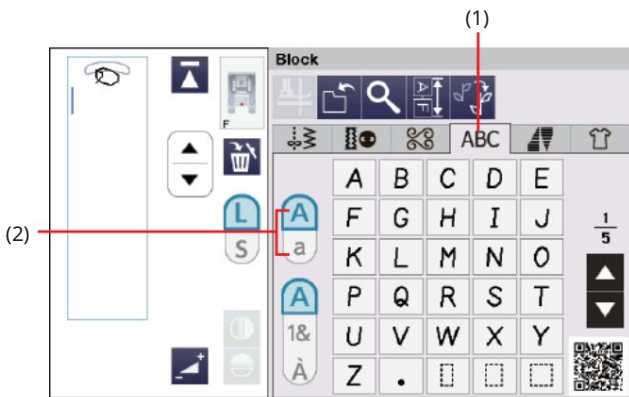 (1)
Block
F
ABC
A B C D E
(2)
L
S
A
a
F G H I J
1
5
K L M N O
A
1&
À
P Q R S T
U V W X Y
Z .